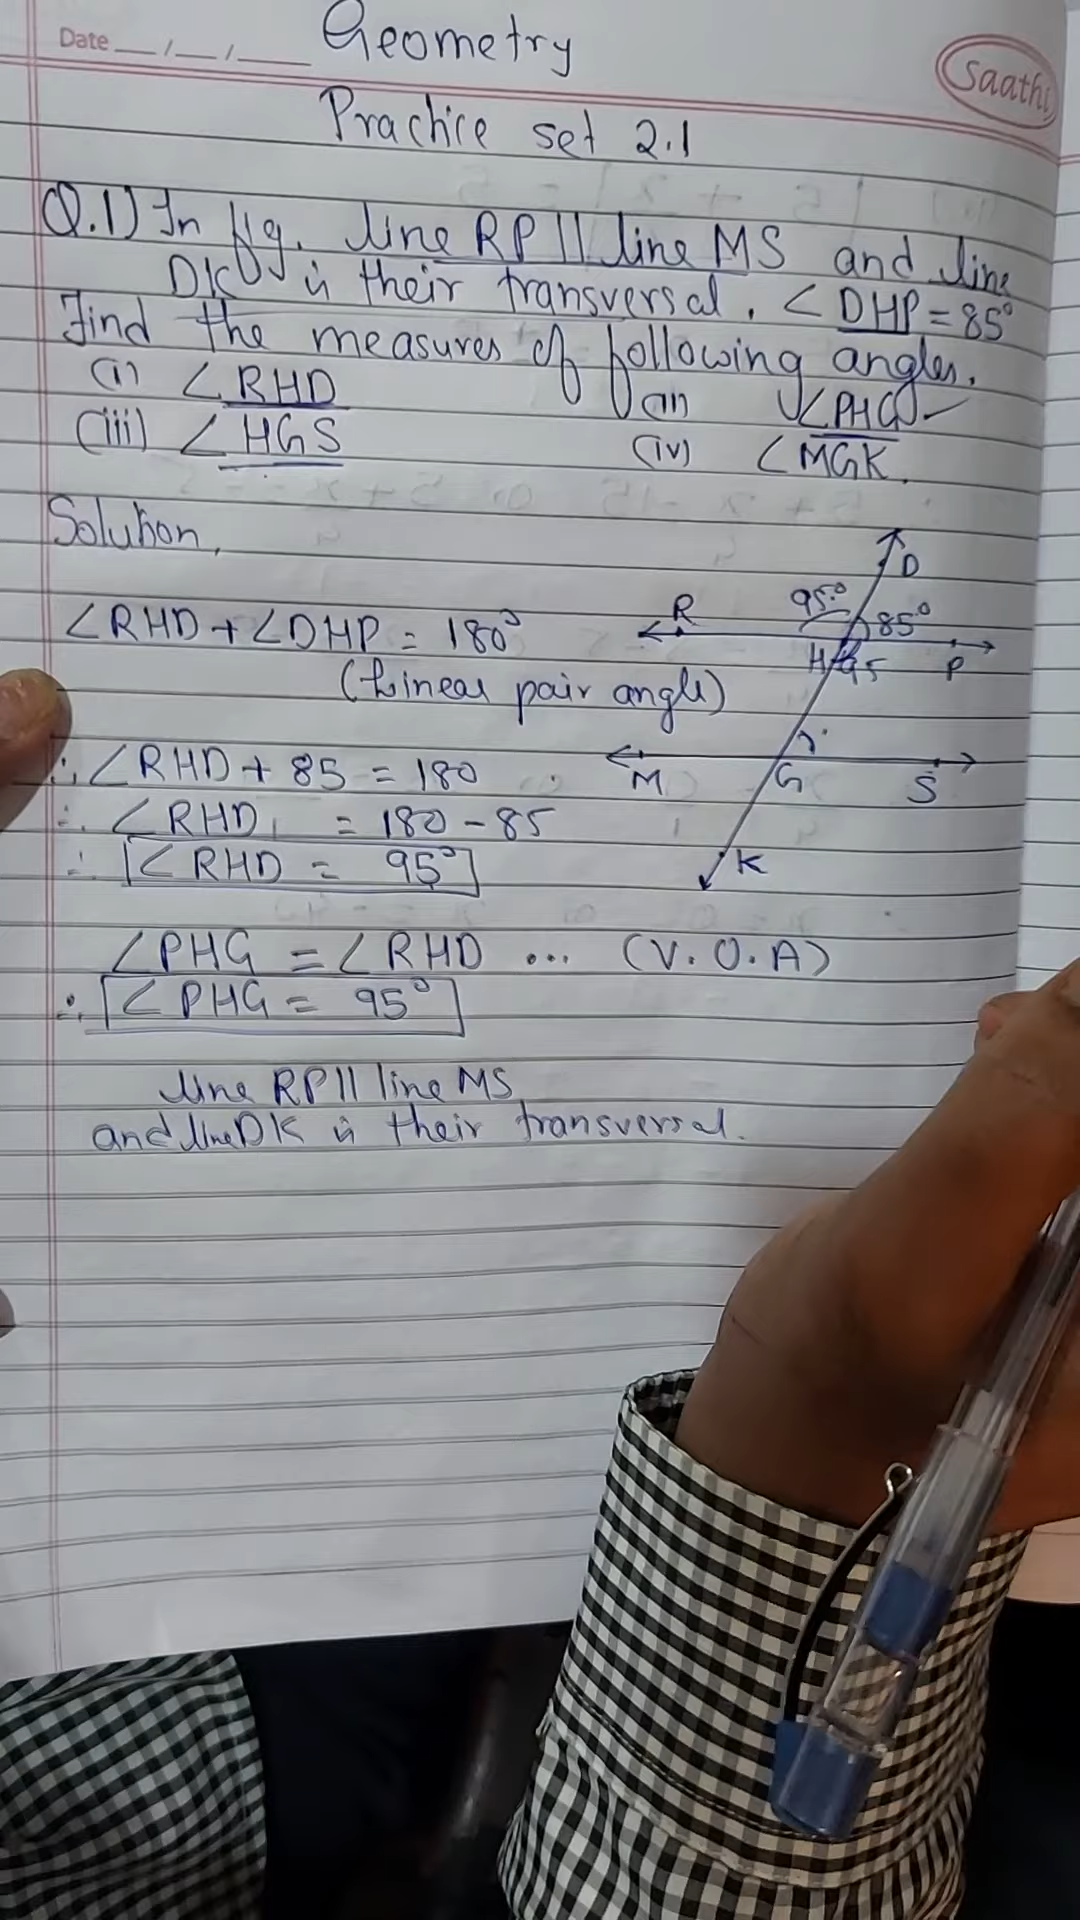 Date __/__/____ Geometry
Saathi
Practice set 2.1
Q.1) In fig. line RP || line MS and line
DK is their transversal. ∠DHP = 85°
Find the measures of following angles.
(i) ∠RHD (ii) ∠PHG
(iii) ∠HGS (iv) ∠MGK.
Solution,
D
95° 85°
R H 95 P
M G S
K
∠RHD + ∠DHP = 180°
(Linear pair angle)
∴ ∠RHD + 85 = 180
∴ ∠RHD = 180 - 85
∴ ∠RHD = 95°
∠PHG = ∠RHD ... (V.O.A)
∴ ∠PHG = 95°
line RP || line MS
and line DK is their transversal.